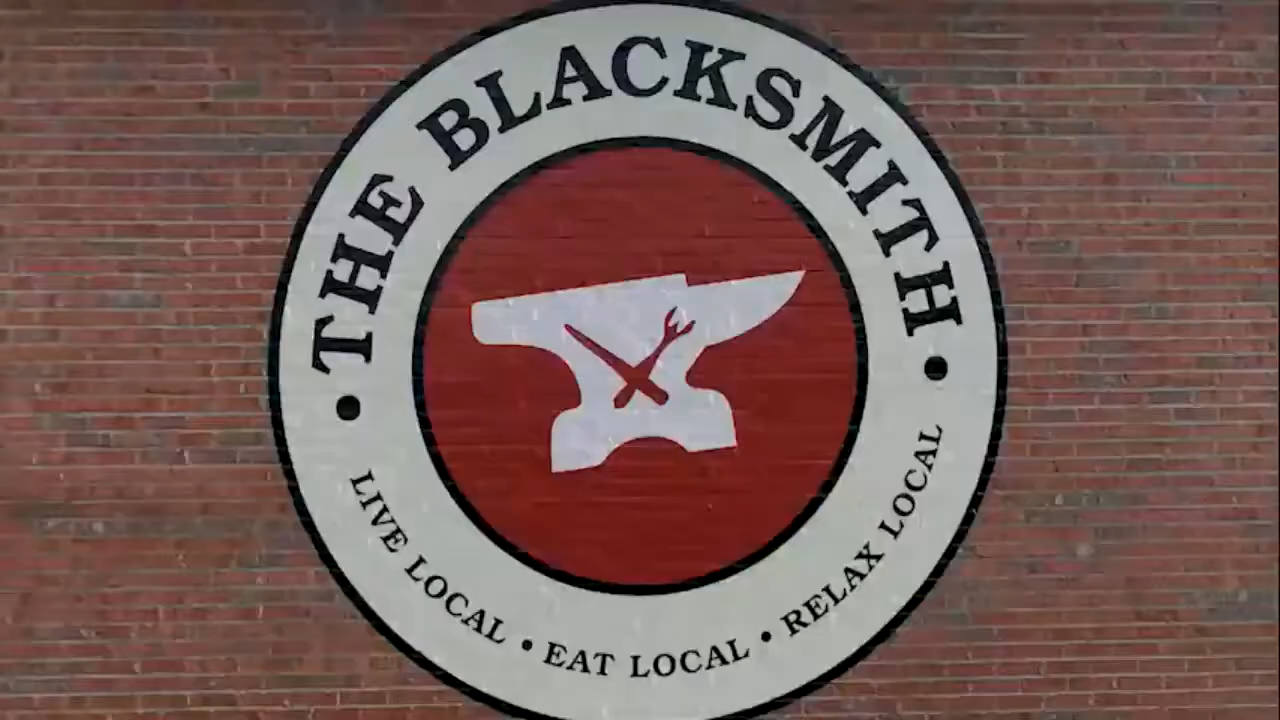 • THE BLACKSMITH •
LIVE LOCAL • EAT LOCAL • RELAX LOCAL